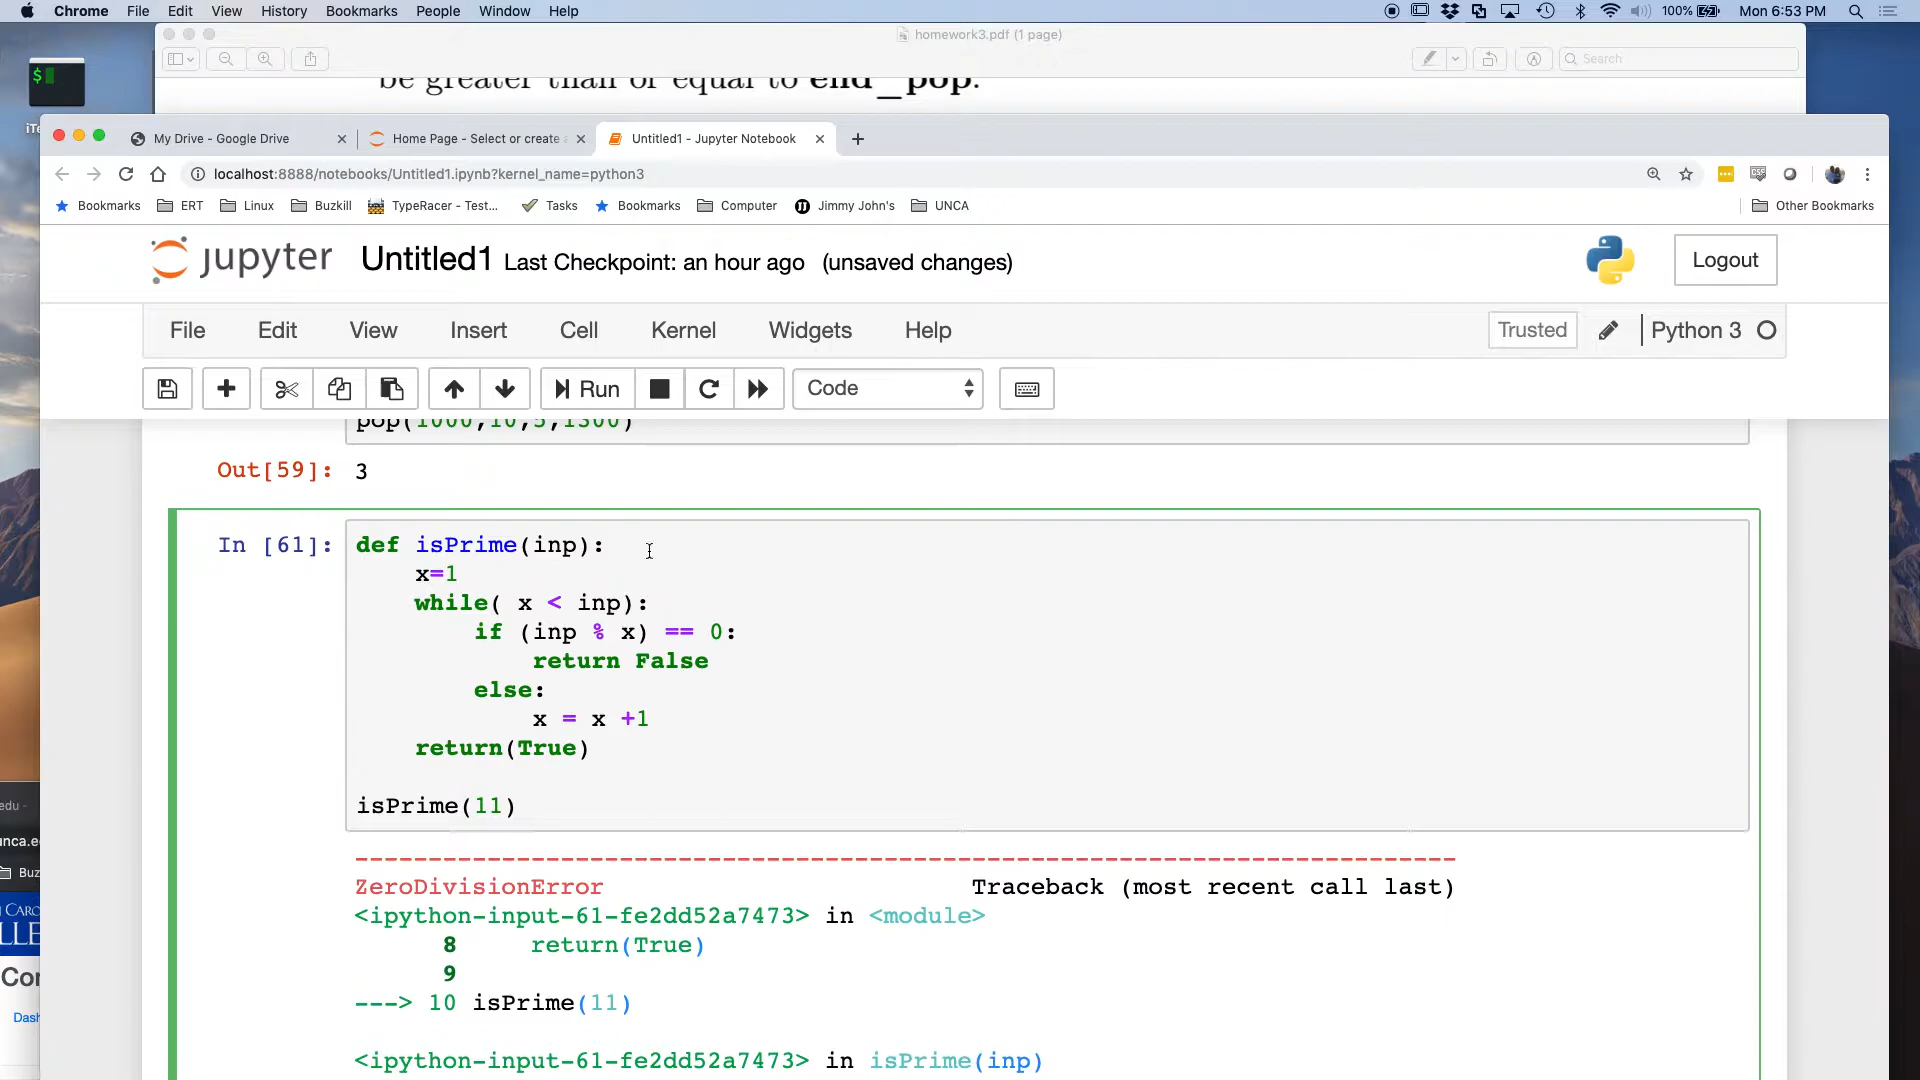 Chrome File Edit View History Bookmarks People Window Help 100% Mon 6:53 PM
homework3.pdf (1 page)
Search
be greater than or equal to end_pop.
$
My Drive - Google Drive
Home Page - Select or create a
Untitled1 - Jupyter Notebook
localhost:8888/notebooks/Untitled1.ipynb?kernel_name=python3
Bookmarks ERT Linux Buzkill TypeRacer - Test... Tasks Bookmarks Computer Jimmy John's UNCA Other Bookmarks
jupyter Untitled1 Last Checkpoint: an hour ago (unsaved changes) Logout
File Edit View Insert Cell Kernel Widgets Help Trusted Python 3
Run Code
pop(1000,10,5,1300)
Out[59]: 3
In [61]: def isPrime(inp):
x=1
while( x < inp):
if (inp % x) == 0:
return False
else:
x = x +1
return(True)
isPrime(11)
---------------------------------------------------------------------------
ZeroDivisionError Traceback (most recent call last)
<ipython-input-61-fe2dd52a7473> in <module>
8 return(True)
9
---> 10 isPrime(11)
<ipython-input-61-fe2dd52a7473> in isPrime(inp)
edu -
unca.e
Buz
CARO
LLE
Cor
Dash